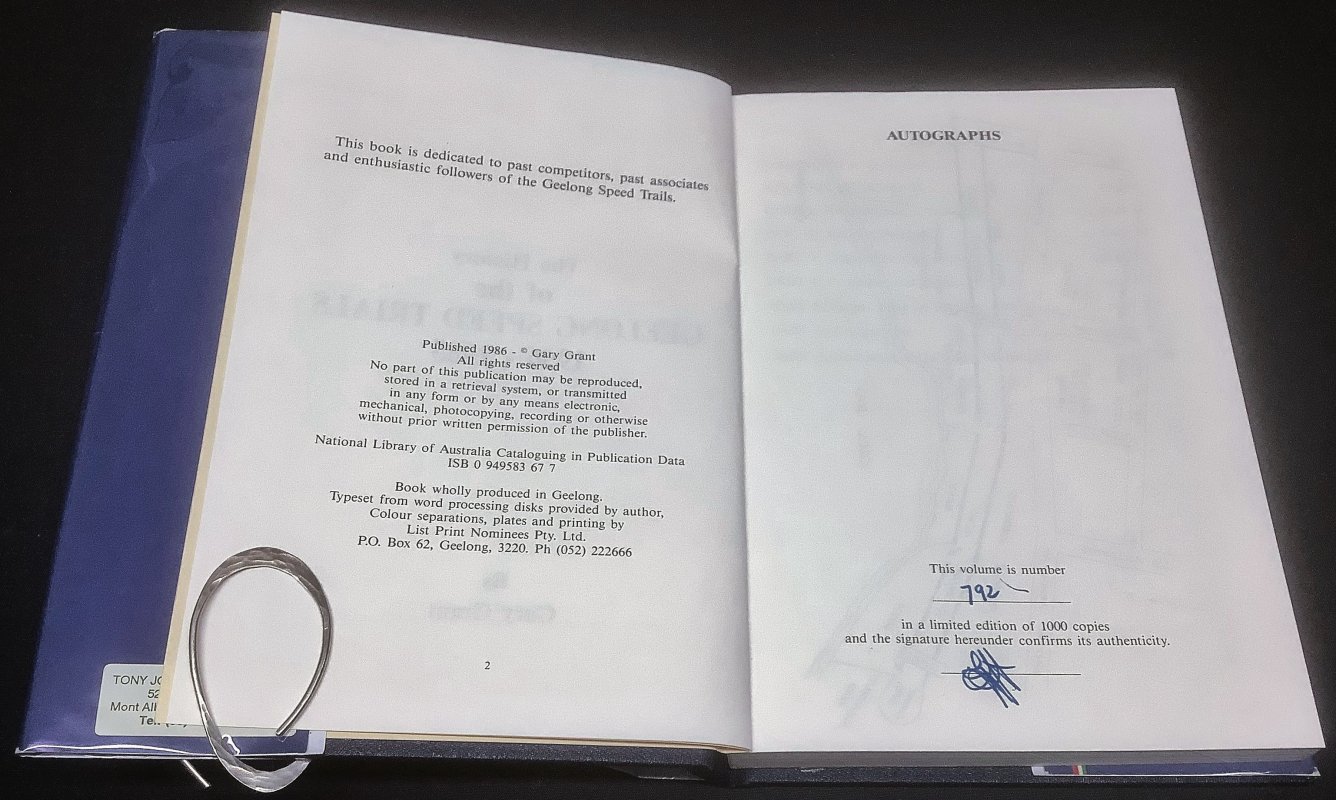 This book is dedicated to past competitors, past associates
and enthusiastic followers of the Geelong Speed Trails.
Published 1986 - © Gary Grant
All rights reserved
No part of this publication may be reproduced,
stored in a retrieval system, or transmitted
in any form or by any means electronic,
mechanical, photocopying, recording or otherwise
without prior written permission of the publisher.
National Library of Australia Cataloguing in Publication Data
ISB 0 949583 67 7
Book wholly produced in Geelong.
Typeset from word processing disks provided by author,
Colour separations, plates and printing by
List Print Nominees Pty. Ltd.
P.O. Box 62, Geelong, 3220. Ph (052) 222666
2
TONY
52
Mont
AUTOGRAPHS
This volume is number
792
in a limited edition of 1000 copies
and the signature hereunder confirms its authenticity.